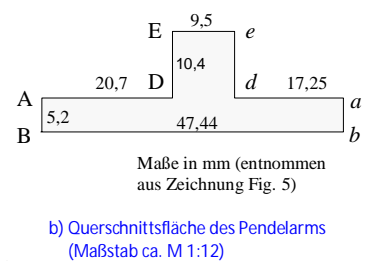 9,5
E e
10,4
20,7 D d 17,25
A a
5,2
B 47,44 b
Maße in mm (entnommen
aus Zeichnung Fig. 5)
b) Querschnittsfläche des Pendelarms
(Maßstab ca. M 1:12)